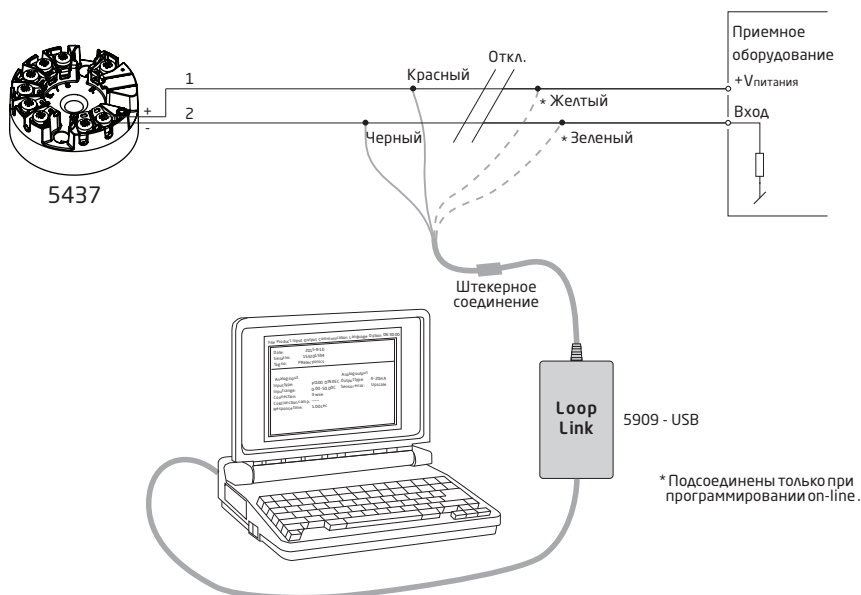 Приемное
оборудование
Откл.
1
Красный
+Vпитания
* Желтый
+
2
Вход
-
Черный
* Зеленый
5437
Штекерное
соединение
Loop
Link
5909 - USB
* Подсоединены только при
программировании on-line.